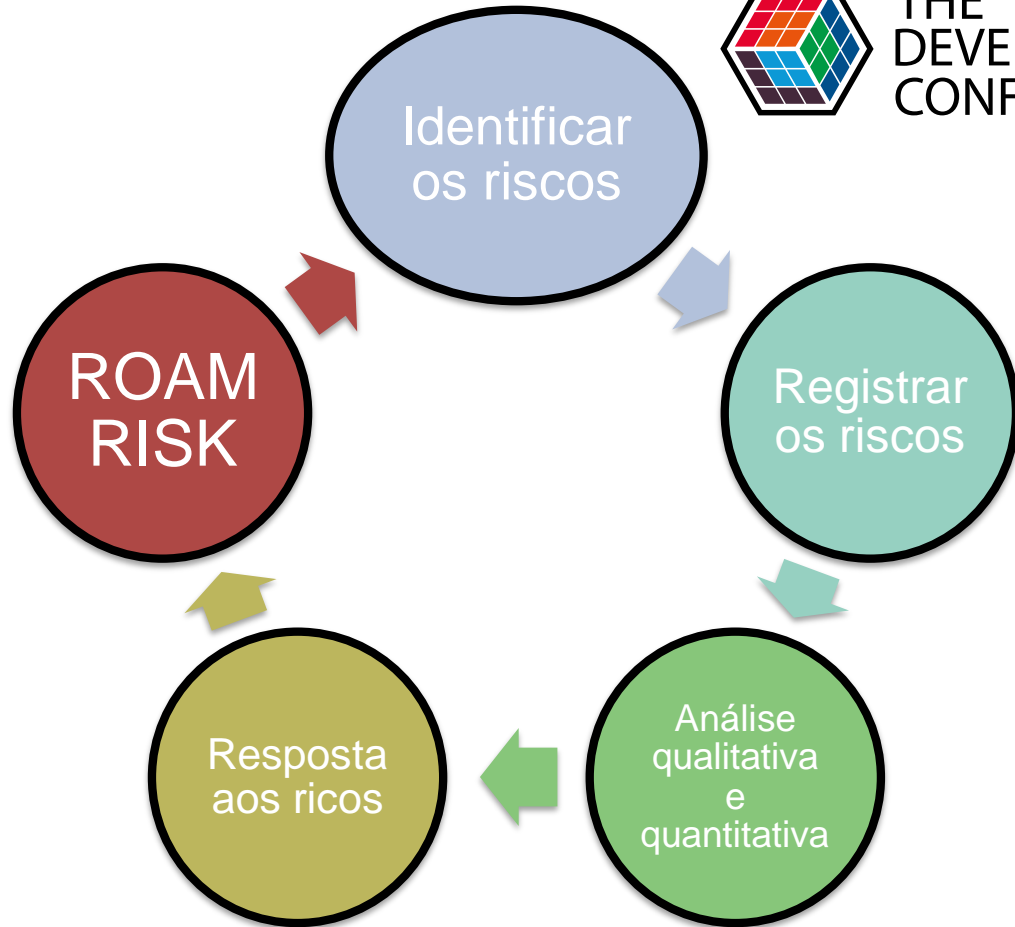 THE
DEVE
CONF
Identificar
os riscos
Registrar
os riscos
Análise
qualitativa
e
quantitativa
Resposta
aos ricos
ROAM
RISK